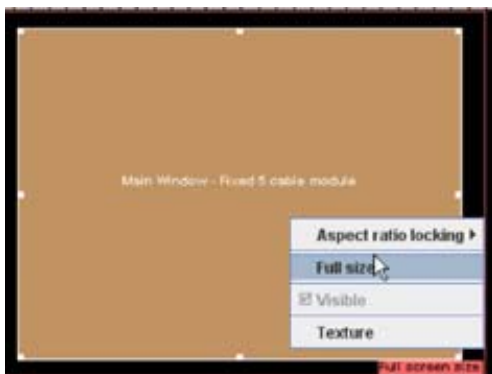 Main Window - Fixed 5 cable module
Aspect ratio locking
Full size
Visible
Texture
Full screen size